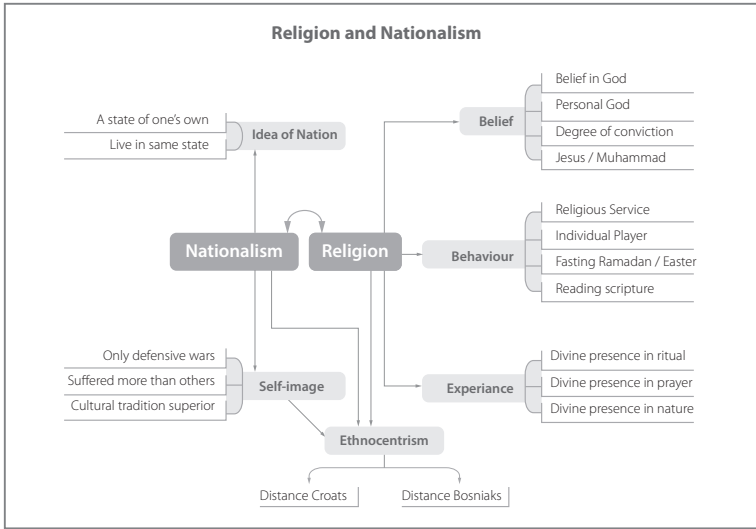 Religion and Nationalism
A state of one's own
Live in same state
Idea of Nation
Belief
Belief in God
Personal God
Degree of conviction
Jesus / Muhammad
Nationalism
Religion
Behaviour
Religious Service
Individual Player
Fasting Ramadan / Easter
Reading scripture
Only defensive wars
Suffered more than others
Cultural tradition superior
Self-image
Experiance
Divine presence in ritual
Divine presence in prayer
Divine presence in nature
Ethnocentrism
Distance Croats
Distance Bosniaks